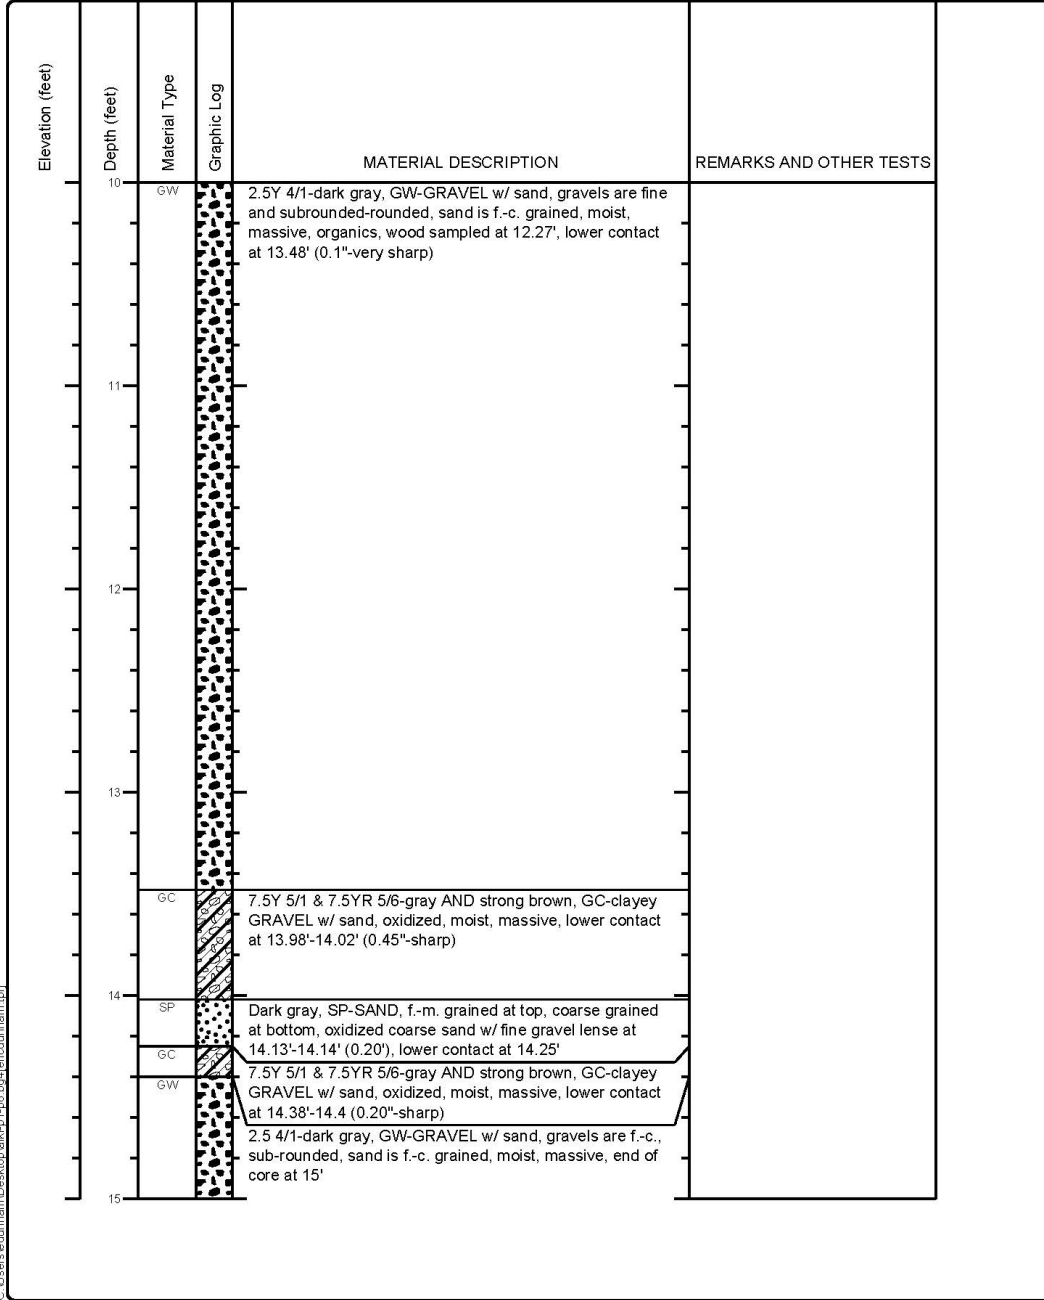 Elevation (feet)
Depth (feet)
Material Type
Graphic Log
MATERIAL DESCRIPTION
REMARKS AND OTHER TESTS
10
GW
2.5Y 4/1-dark gray, GW-GRAVEL w/ sand, gravels are fine
and subrounded-rounded, sand is f.-c. grained, moist,
massive, organics, wood sampled at 12.27', lower contact
at 13.48' (0.1"-very sharp)
11
12
13
GC
7.5Y 5/1 & 7.5YR 5/6-gray AND strong brown, GC-clayey
GRAVEL w/ sand, oxidized, moist, massive, lower contact
at 13.98'-14.02' (0.45"-sharp)
14
SP
Dark gray, SP-SAND, f.-m. grained at top, coarse grained
at bottom, oxidized coarse sand w/ fine gravel lense at
14.13'-14.14' (0.20'), lower contact at 14.25'
GC
7.5Y 5/1 & 7.5YR 5/6-gray AND strong brown, GC-clayey
GRAVEL w/ sand, oxidized, moist, massive, lower contact
at 14.38'-14.4 (0.20"-sharp)
GW
2.5 4/1-dark gray, GW-GRAVEL w/ sand, gravels are f.-c.,
sub-rounded, sand is f.-c. grained, moist, massive, end of
core at 15'
15